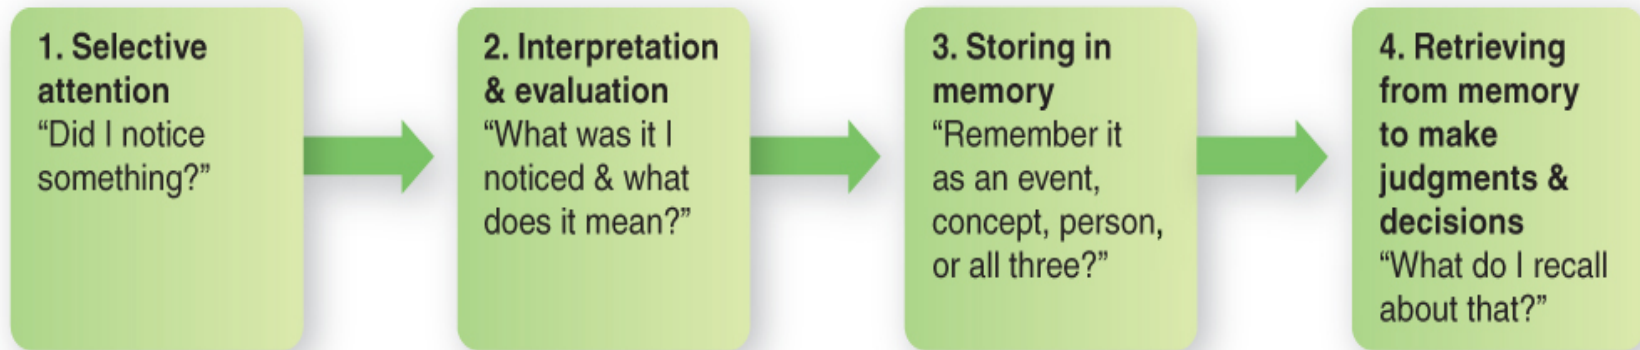 1. Selective
attention
“Did I notice
something?”
2. Interpretation
& evaluation
“What was it I
noticed & what
does it mean?”
3. Storing in
memory
“Remember it
as an event,
concept, person,
or all three?”
4. Retrieving
from memory
to make
judgments &
decisions
“What do I recall
about that?”